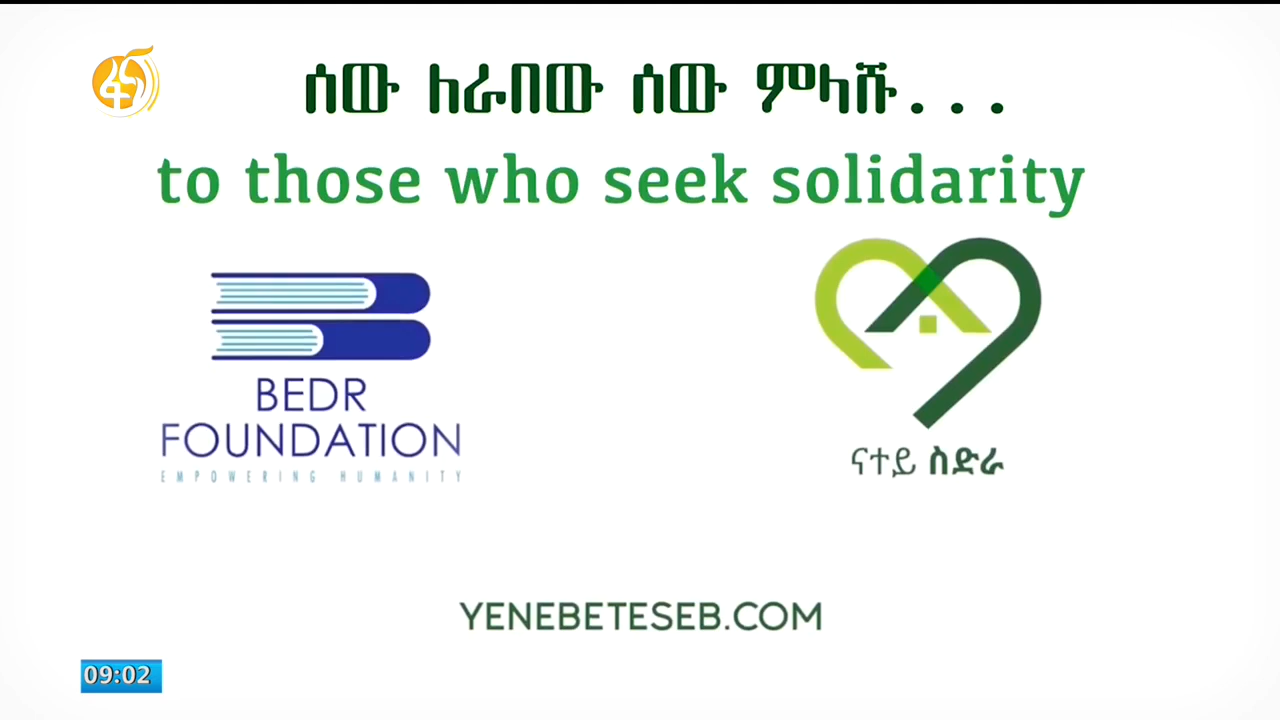 ፋና
ሰው ለራበው ሰው ምላሹ...
to those who seek solidarity
BEDR
FOUNDATION
EMPOWERING HUMANITY
ናተይ ስድራ
YENEBETESEB.COM
09:02